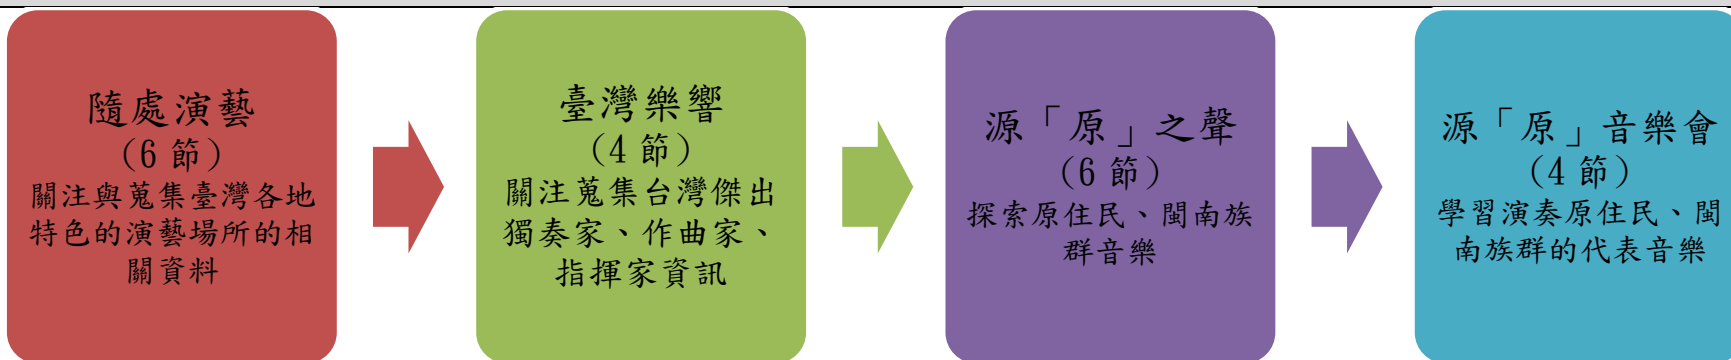 隨處演藝
(6 節)
關注與蒐集臺灣各地
特色的演藝場所的相
關資料
臺灣樂響
(4 節)
關注蒐集台灣傑出
獨奏家、作曲家、
指揮家資訊
源「原」之聲
(6 節)
探索原住民、閩南族
群音樂
源「原」音樂會
(4 節)
學習演奏原住民、閩
南族群的代表音樂